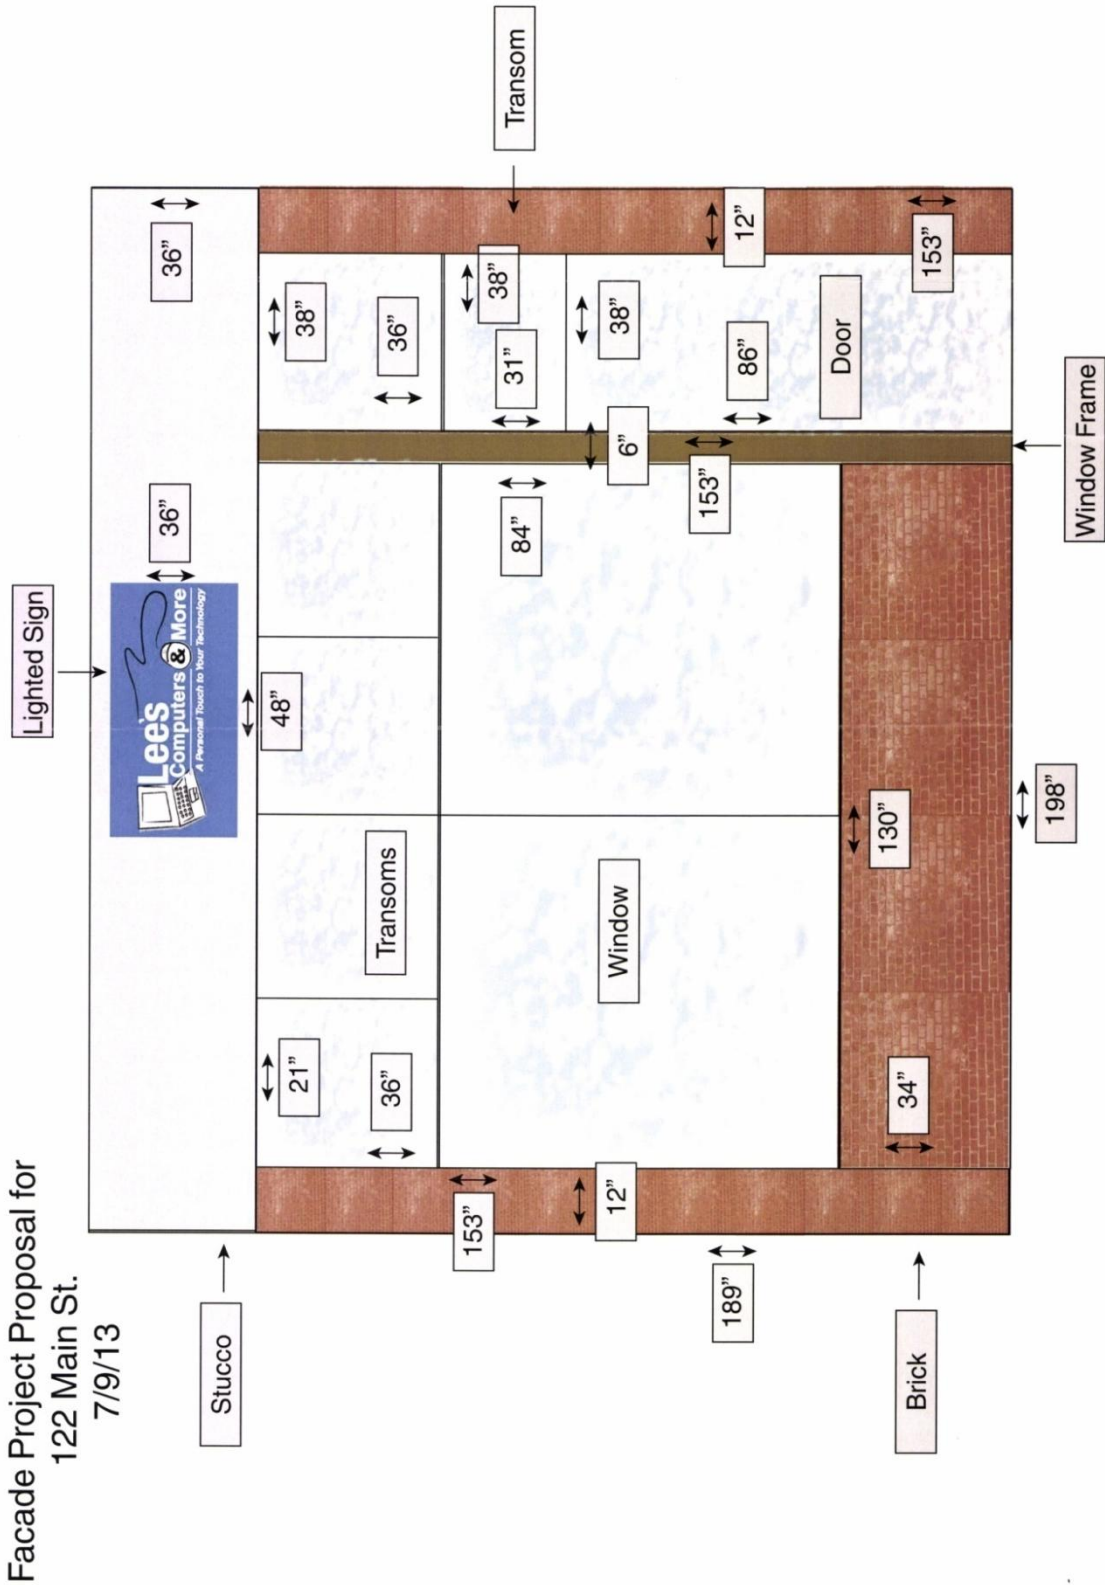 Facade Project Proposal for
122 Main St.
7/9/13
Lighted Sign
Lee's
Computers & More
A Personal Touch to Your Technology
36”
36”
Stucco
48”
21”
36”
Transoms
38”
36”
Transom
38”
31”
84”
38”
153”
12”
Window
6”
12”
153”
86”
189”
Door
130”
34”
153”
Brick
198”
Window Frame